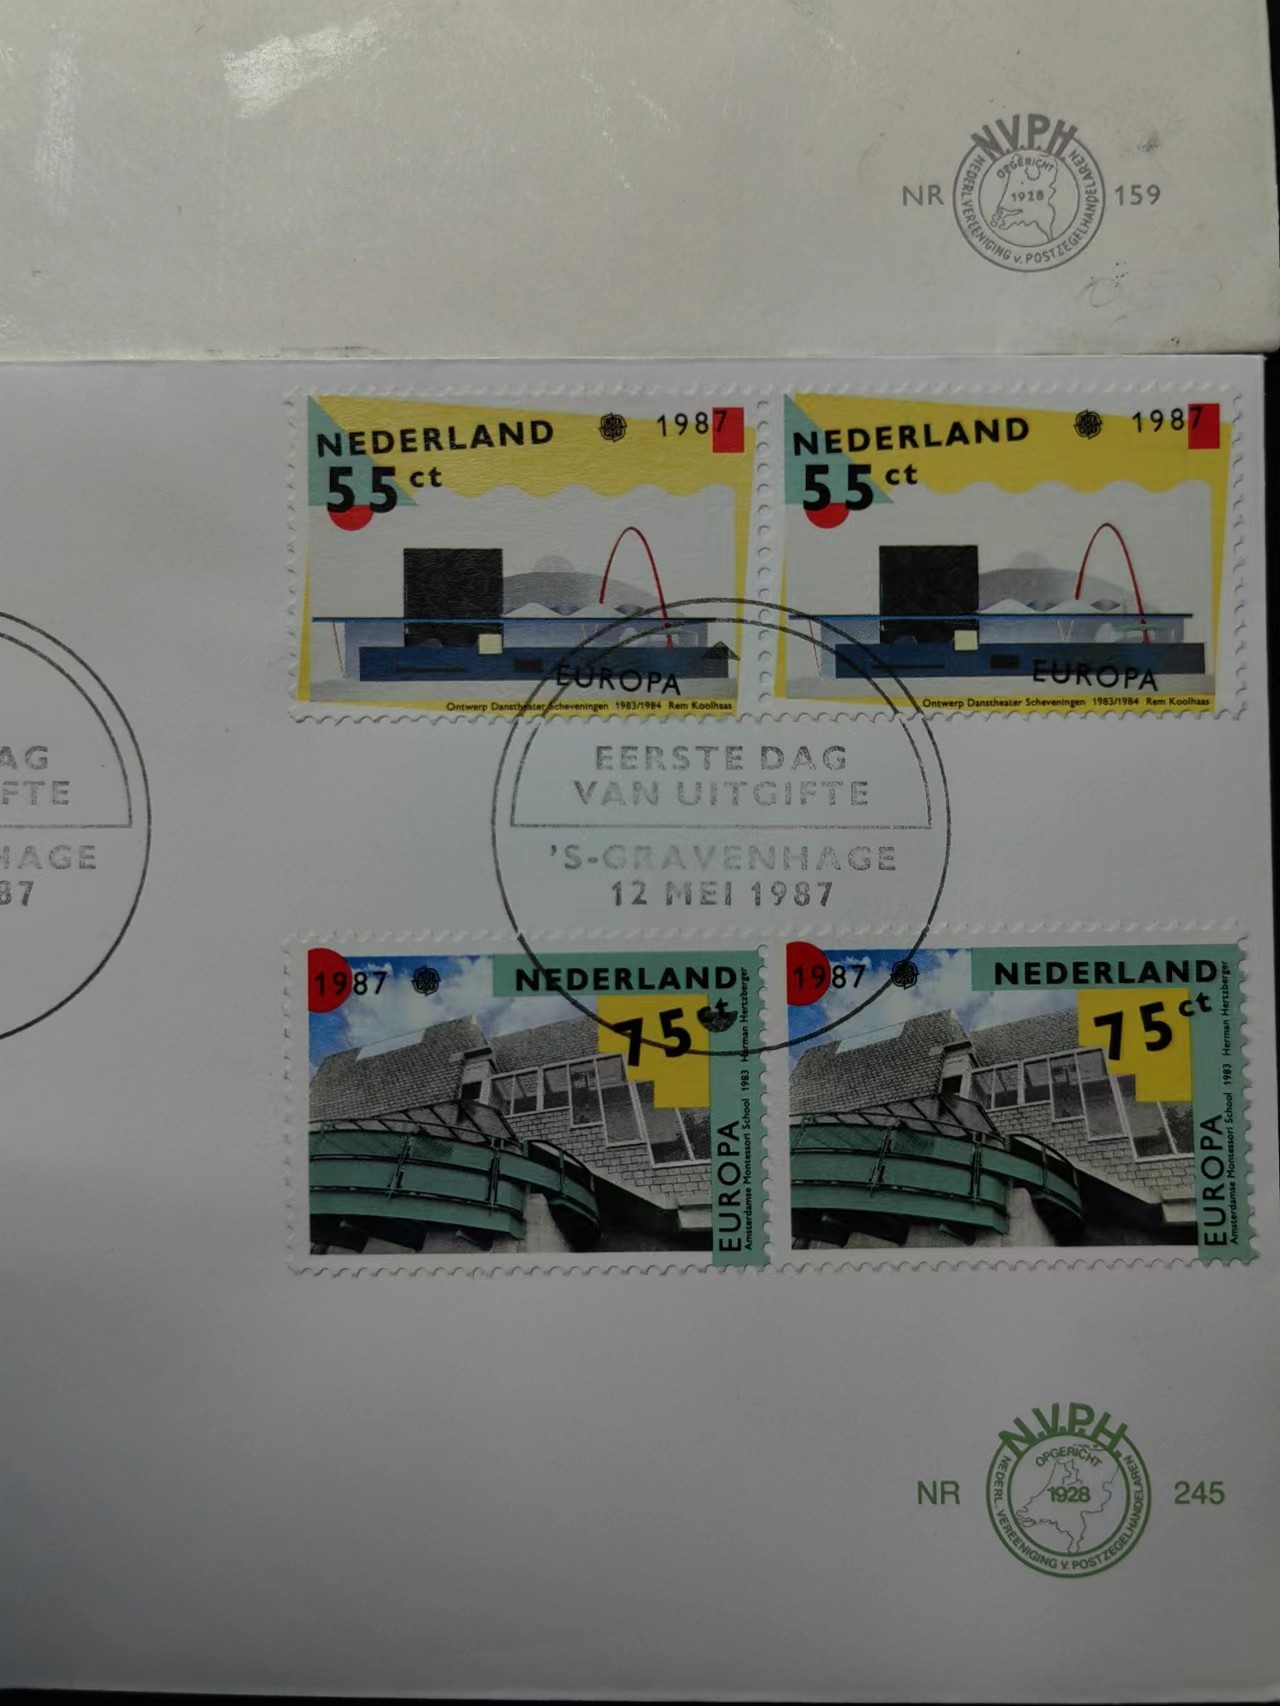 N.V.P.H.
OPGERICHT
1928
NEDERL. VEREENIGING v. POSTZEGELHANDELAREN
NR 159
NEDERLAND 1987
55 ct
EUROPA
Ontwerp Danstheater Scheveningen 1983/1984 Rem Koolhaas
NEDERLAND 1987
55 ct
EUROPA
Ontwerp Danstheater Scheveningen 1983/1984 Rem Koolhaas
AG
FTE
HAGE
87
EERSTE DAG
VAN UITGIFTE
'S-GRAVENHAGE
12 MEI 1987
1987 NEDERLAND
75 ct
EUROPA
Amsterdamse Montessori School 1983 Herman Hertzberger
1987 NEDERLAND
75 ct
EUROPA
Amsterdamse Montessori School 1983 Herman Hertzberger
N.V.P.H.
OPGERICHT
1928
NEDERL. VEREENIGING V. POSTZEGELHANDELAREN
NR 245